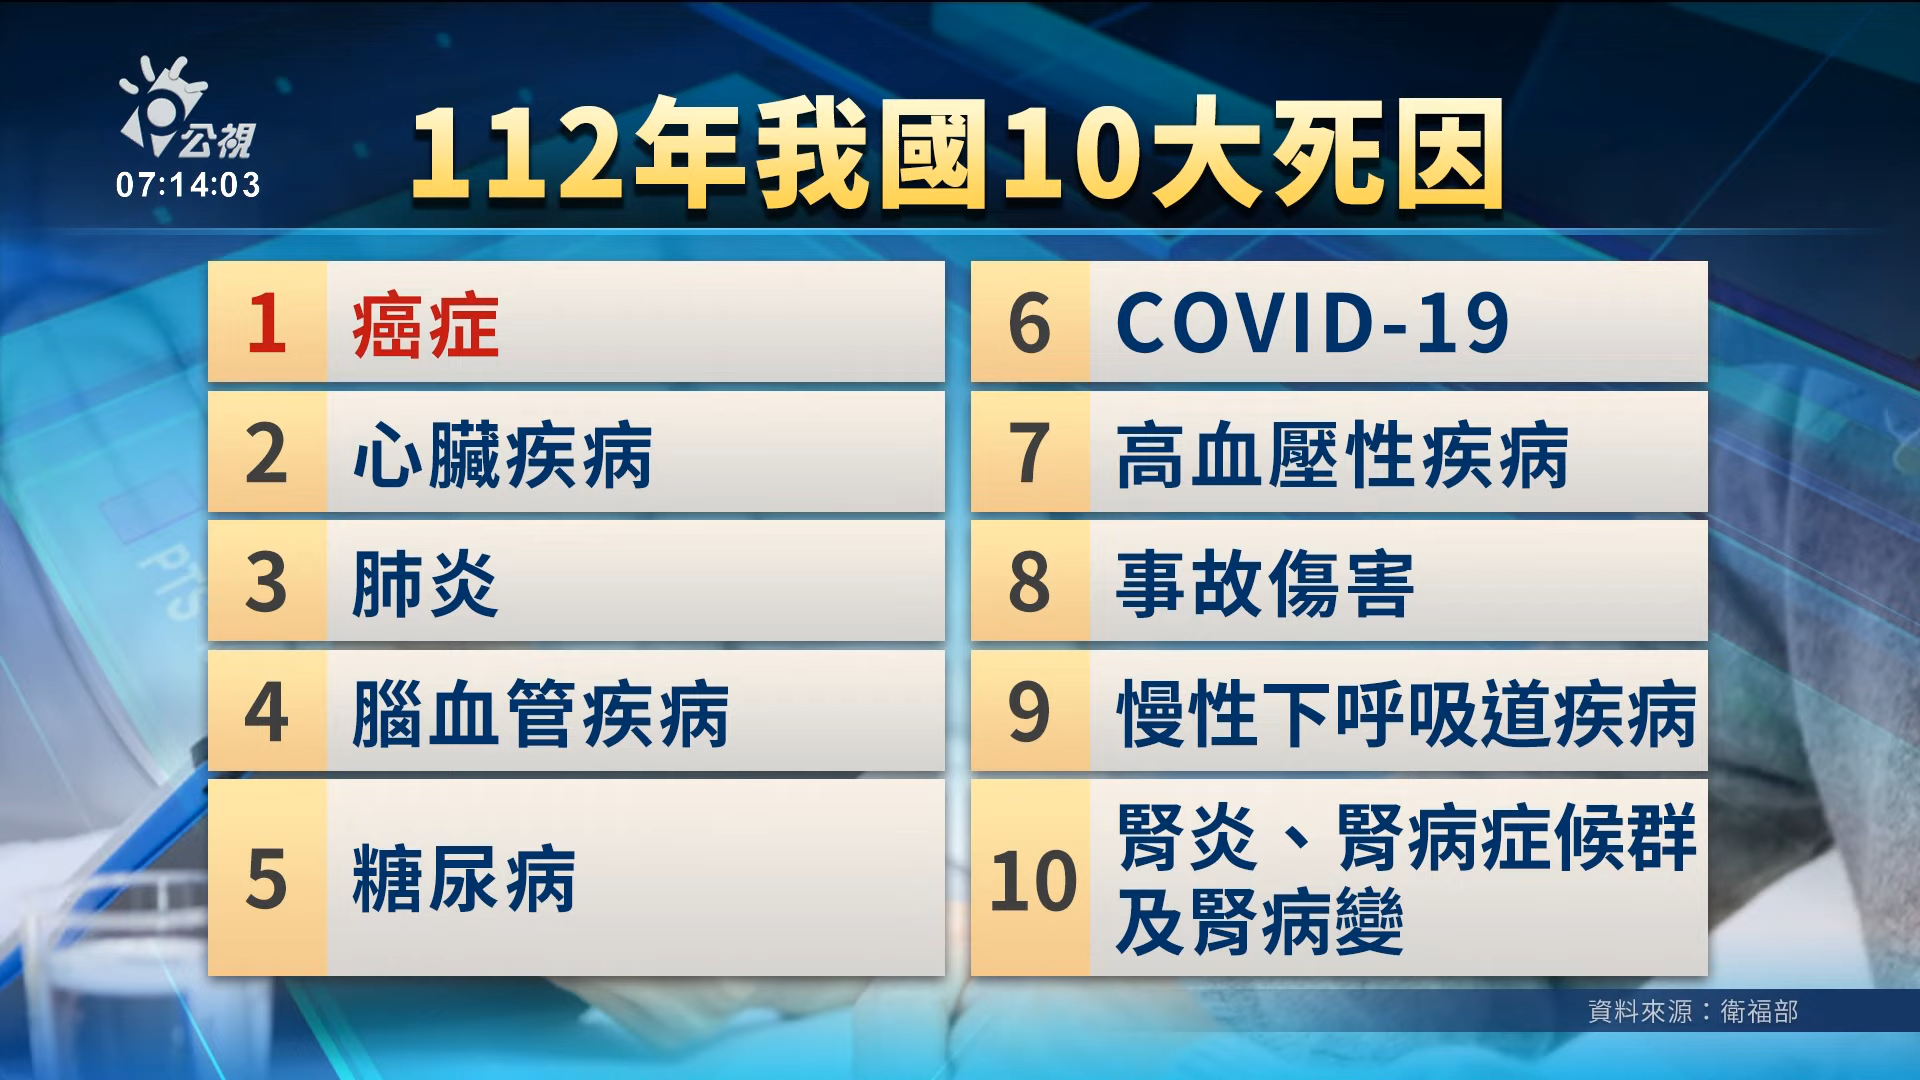 公視
07:14:03
112年我國10大死因
1 癌症
2 心臟疾病
3 肺炎
4 腦血管疾病
5 糖尿病
6 COVID-19
7 高血壓性疾病
8 事故傷害
9 慢性下呼吸道疾病
10 腎炎、腎病症候群
及腎病變
PTS
資料來源：衛福部